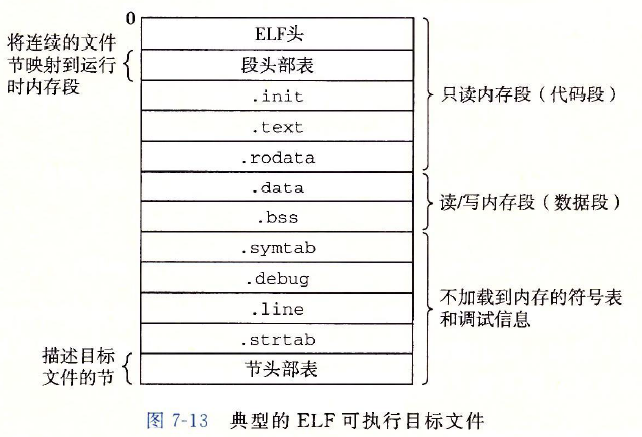 0
ELF头
将连续的文件
节映射到运行
时内存段
段头部表
.init
.text
.rodata
只读内存段（代码段）
.data
.bss
读/写内存段（数据段）
.symtab
.debug
.line
.strtab
不加载到内存的符号表
和调试信息
描述目标
文件的节
节头部表
图 7-13 典型的 ELF 可执行目标文件